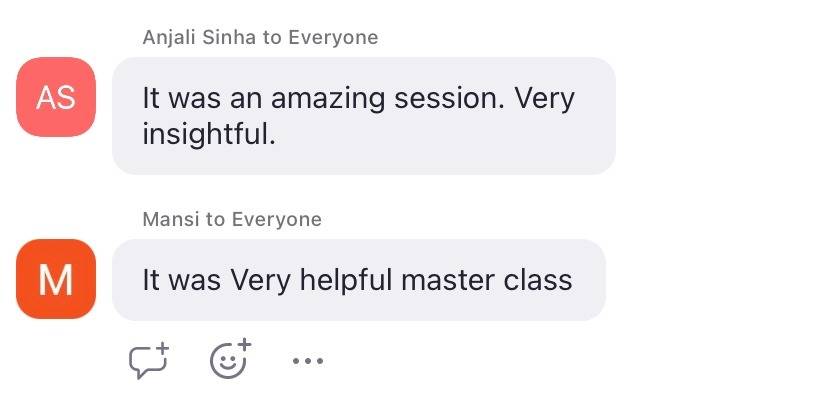 Anjali Sinha to Everyone
AS
It was an amazing session. Very
insightful.
Mansi to Everyone
M
It was Very helpful master class